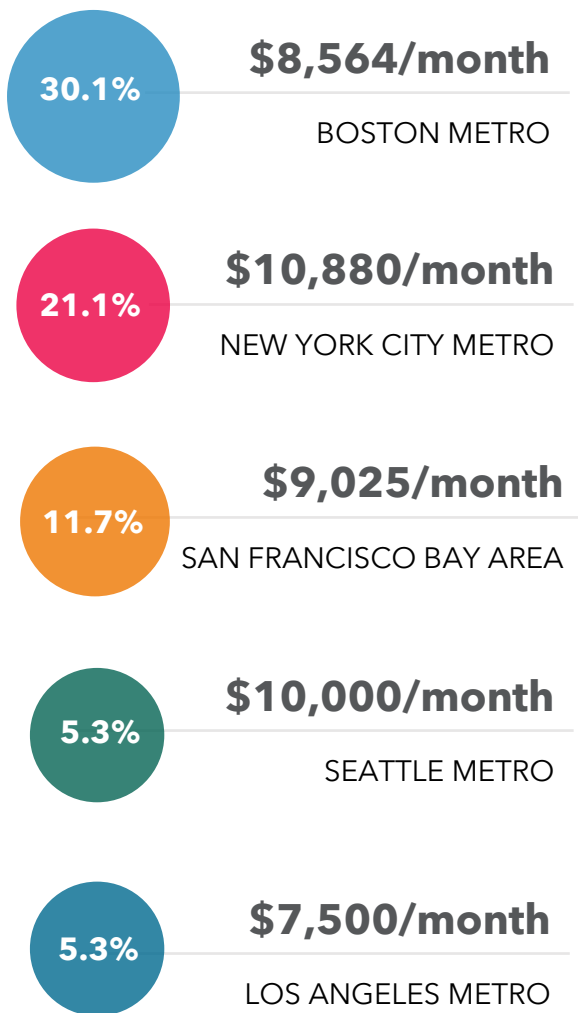 30.1%
$8,564/month
BOSTON METRO
21.1%
$10,880/month
NEW YORK CITY METRO
11.7%
$9,025/month
SAN FRANCISCO BAY AREA
5.3%
$10,000/month
SEATTLE METRO
5.3%
$7,500/month
LOS ANGELES METRO